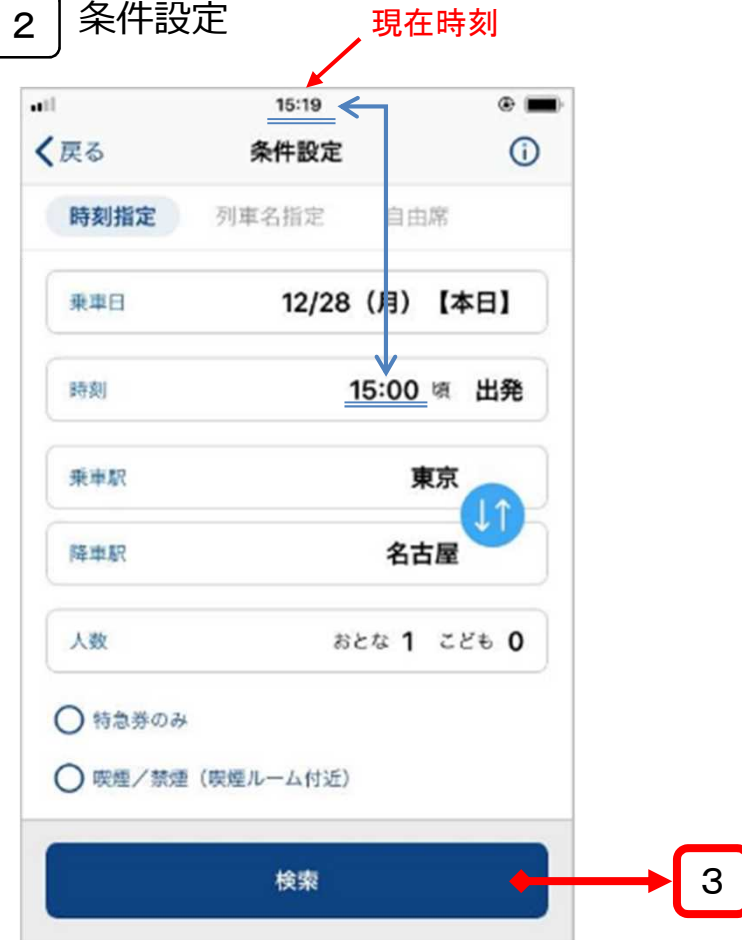 2 条件設定
現在時刻
15:19
戻る 条件設定
時刻指定 列車名指定 自由席
乗車日 12/28（月）【本日】
時刻 15:00 頃 出発
乗車駅 東京
降車駅 名古屋
人数 おとな 1 こども 0
特急券のみ
喫煙／禁煙（喫煙ルーム付近）
検索
3